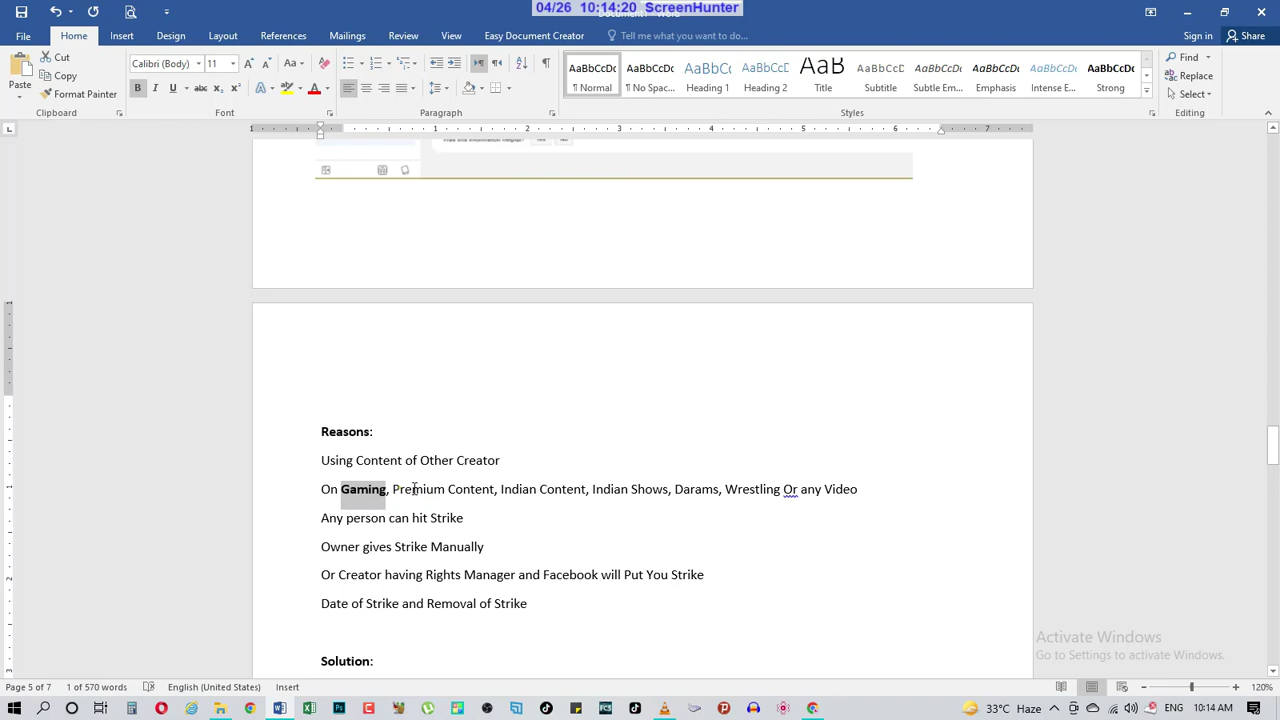 04/26 10:14:20 ScreenHunter
File Home Insert Design Layout References Mailings Review View Easy Document Creator Tell me what you want to do... Sign in Share
Paste Cut Copy Format Painter Clipboard
Calibri (Body) 11 Font
Paragraph
AaBbCcDc ¶ Normal AaBbCcDc ¶ No Spac... AaBbCc Heading 1 AaBbCcD Heading 2 AaB Title AaBbCcD Subtitle AaBbCcDc Subtle Em... AaBbCcDc Emphasis AaBbCcDc Intense E... AaBbCcDc Strong Styles
Find Replace Select Editing
Reasons:
Using Content of Other Creator
On Gaming, Premium Content, Indian Content, Indian Shows, Darams, Wrestling Or any Video
Any person can hit Strike
Owner gives Strike Manually
Or Creator having Rights Manager and Facebook will Put You Strike
Date of Strike and Removal of Strike
Solution:
Activate Windows
Go to Settings to activate Windows.
Page 5 of 7 1 of 570 words English (United States) Insert 120%
33°C Haze ENG 10:14 AM